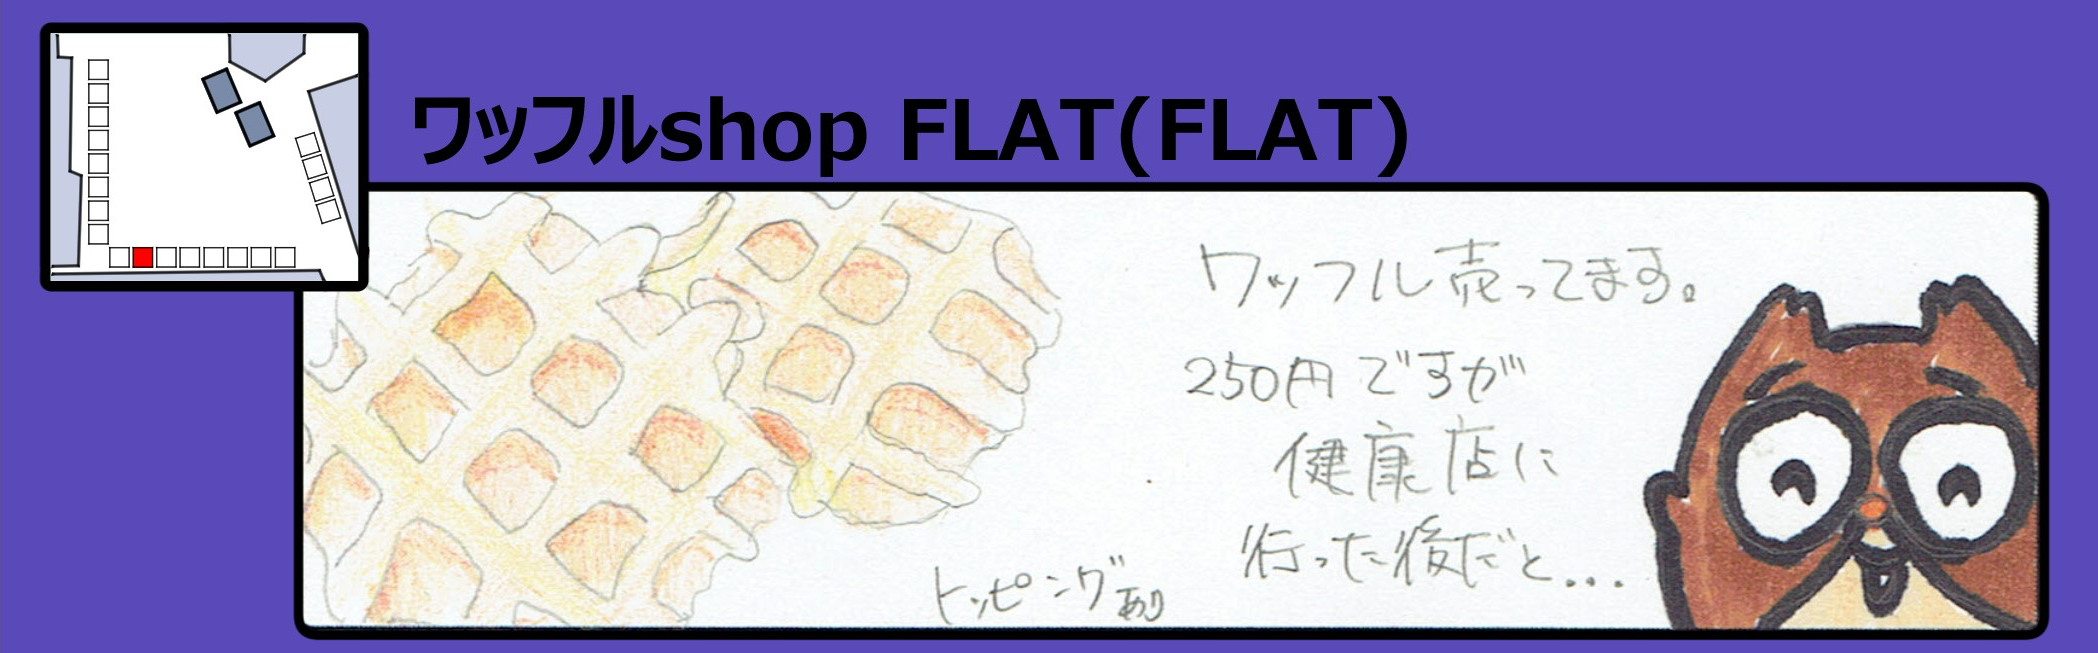 ワッフルshop FLAT(FLAT)
ワッフル売ってます。
250円ですが
健康店に
行った後だと...
トッピングあり